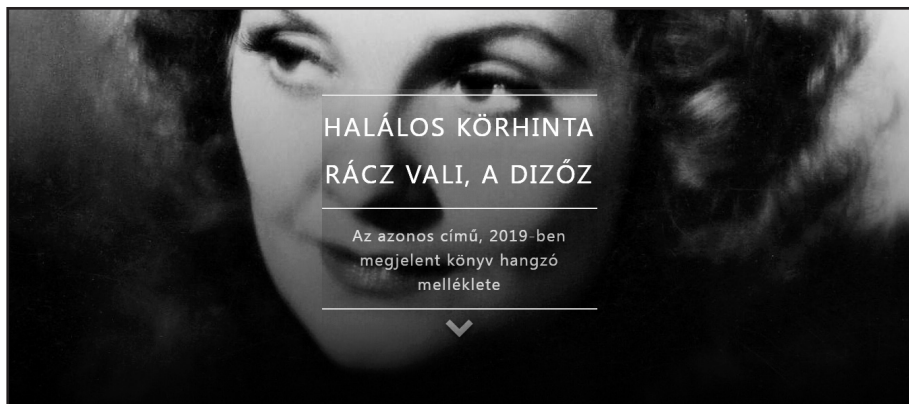 HALÁLOS KÖRHINTA
RÁCZ VALI, A DIZŐZ
Az azonos című, 2019-ben
megjelent könyv hangzó
melléklete